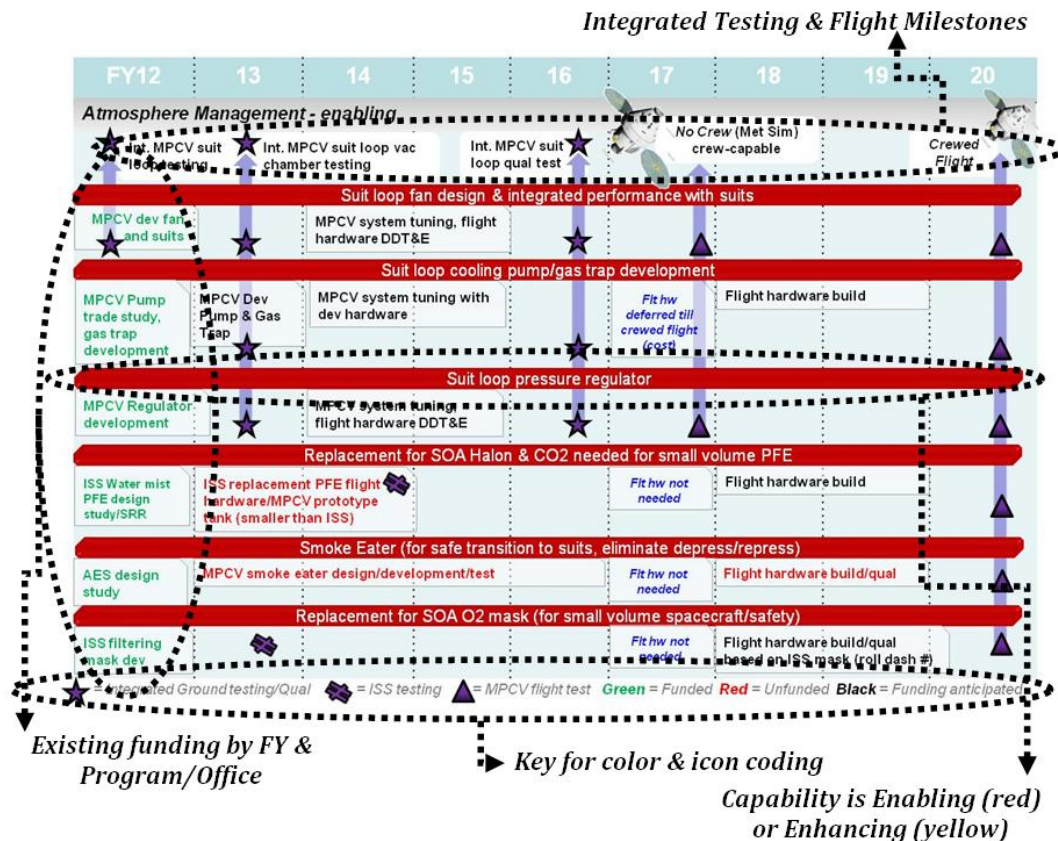 Integrated Testing & Flight Milestones
FY12 13 14 15 16 17 18 19 20
Atmosphere Management - enabling
Int. MPCV suit
loop testing
Int. MPCV suit loop vac
chamber testing
Int. MPCV suit
loop qual test
No Crew (Met Sim)
crew-capable
Crewed
Flight
Suit loop fan design & integrated performance with suits
MPCV dev fan
and suits
MPCV system tuning, flight
hardware DDT&E
Suit loop cooling pump/gas trap development
MPCV Pump
trade study,
gas trap
development
MPCV Dev
Pump & Gas
Trap
MPCV system tuning with
dev hardware
Flt hw
deferred till
crewed flight
(cost)
Flight hardware build
Suit loop pressure regulator
MPCV Regulator
development
MPCV system tuning,
flight hardware DDT&E
Replacement for SOA Halon & CO2 needed for small volume PFE
ISS Water mist
PFE design
study/SRR
ISS replacement PFE flight
hardware/MPCV prototype
tank (smaller than ISS)
Flt hw not
needed
Flight hardware build
Smoke Eater (for safe transition to suits, eliminate depress/repress)
AES design
study
MPCV smoke eater design/development/test
Flt hw not
needed
Flight hardware build/qual
Replacement for SOA O2 mask (for small volume spacecraft/safety)
ISS filtering
mask dev
Flt hw not
needed
Flight hardware build/qual
based on ISS mask (roll dash #)
= Integrated Ground testing/Qual = ISS testing = MPCV flight test Green = Funded Red = Unfunded Black = Funding anticipated
Existing funding by FY &
Program/Office
Key for color & icon coding
Capability is Enabling (red)
or Enhancing (yellow)